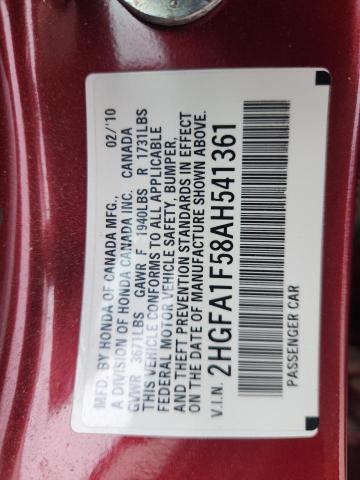 MFD. BY HONDA OF CANADA MFG. 02/'10
A DIVISION OF HONDA CANADA INC. CANADA
GVWR 3671LBS GAWR F 1940LBS R 1731LBS
THIS VEHICLE CONFORMS TO ALL APPLICABLE
FEDERAL MOTOR VEHICLE SAFETY, BUMPER,
AND THEFT PREVENTION STANDARDS IN EFFECT
ON THE DATE OF MANUFACTURE SHOWN ABOVE.
V.I.N. 2HGFA1F58AH541361
PASSENGER CAR